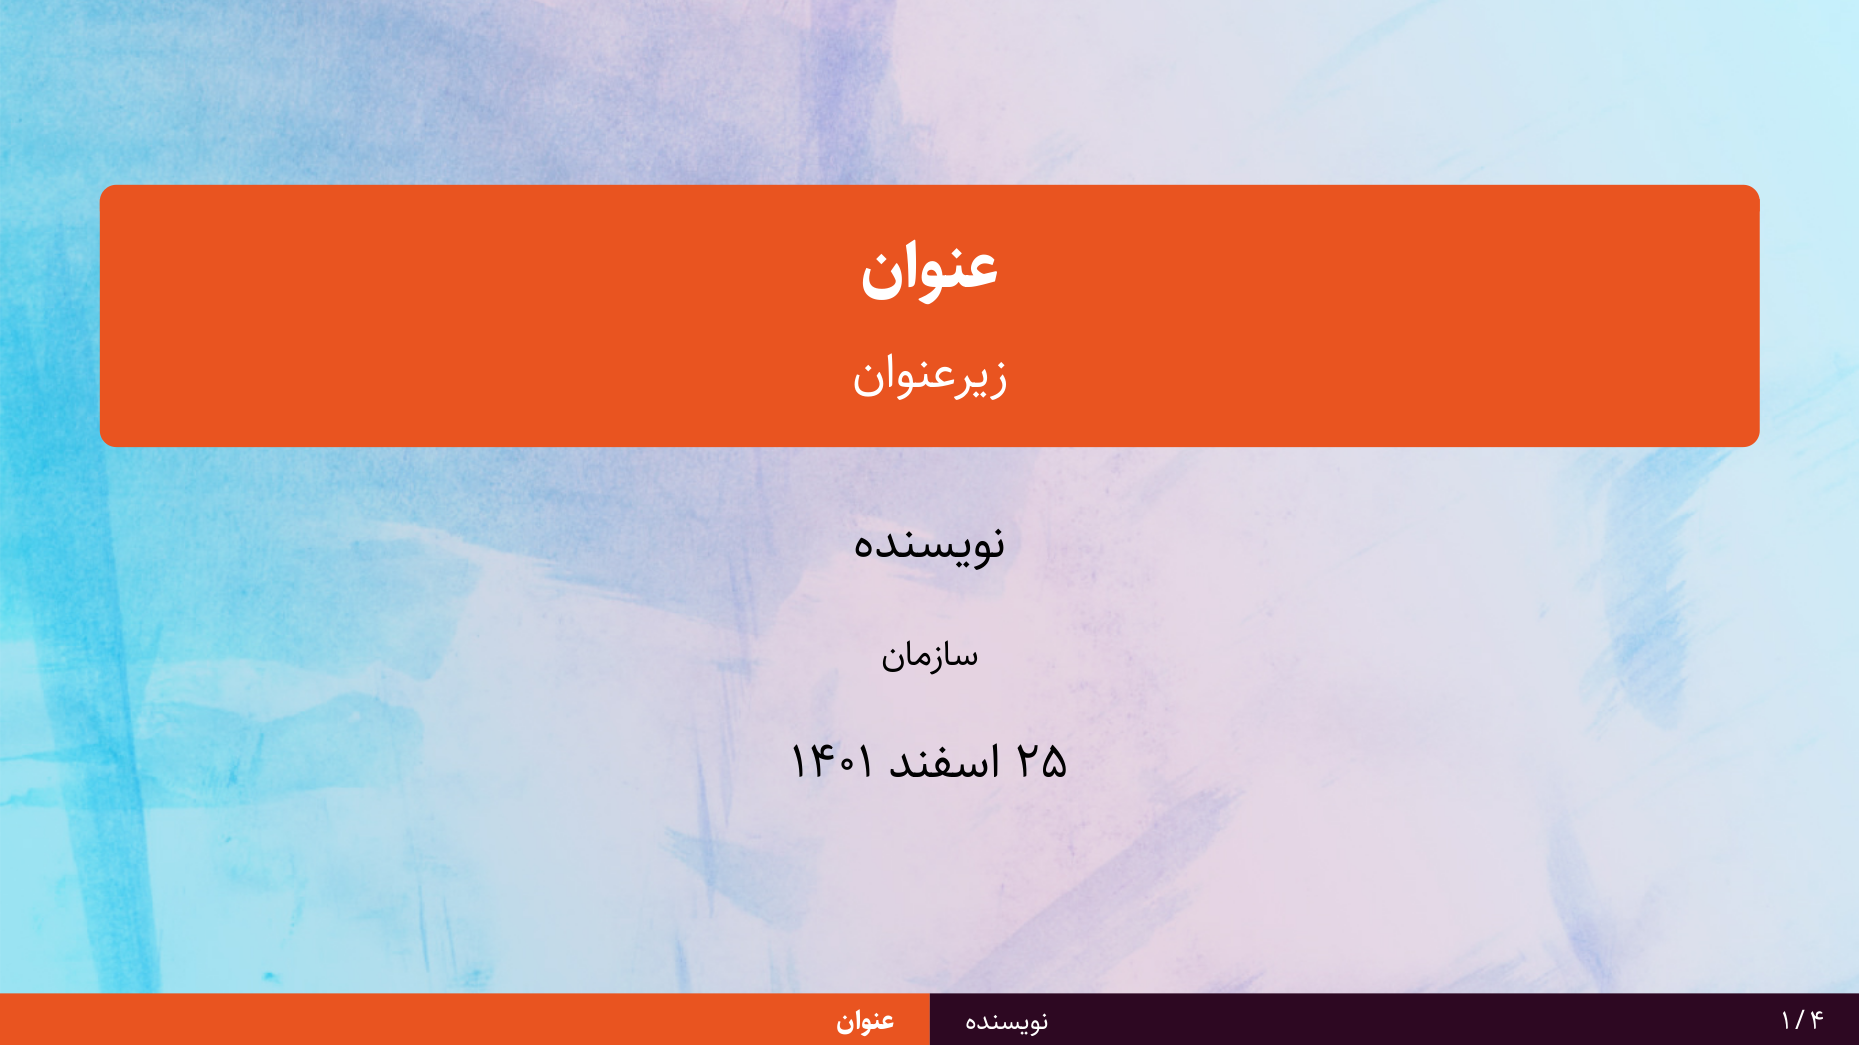 عنوان
زیرعنوان
نویسنده
سازمان
۲۵ اسفند ۱۴۰۱
۱ / ۴
نویسنده
عنوان